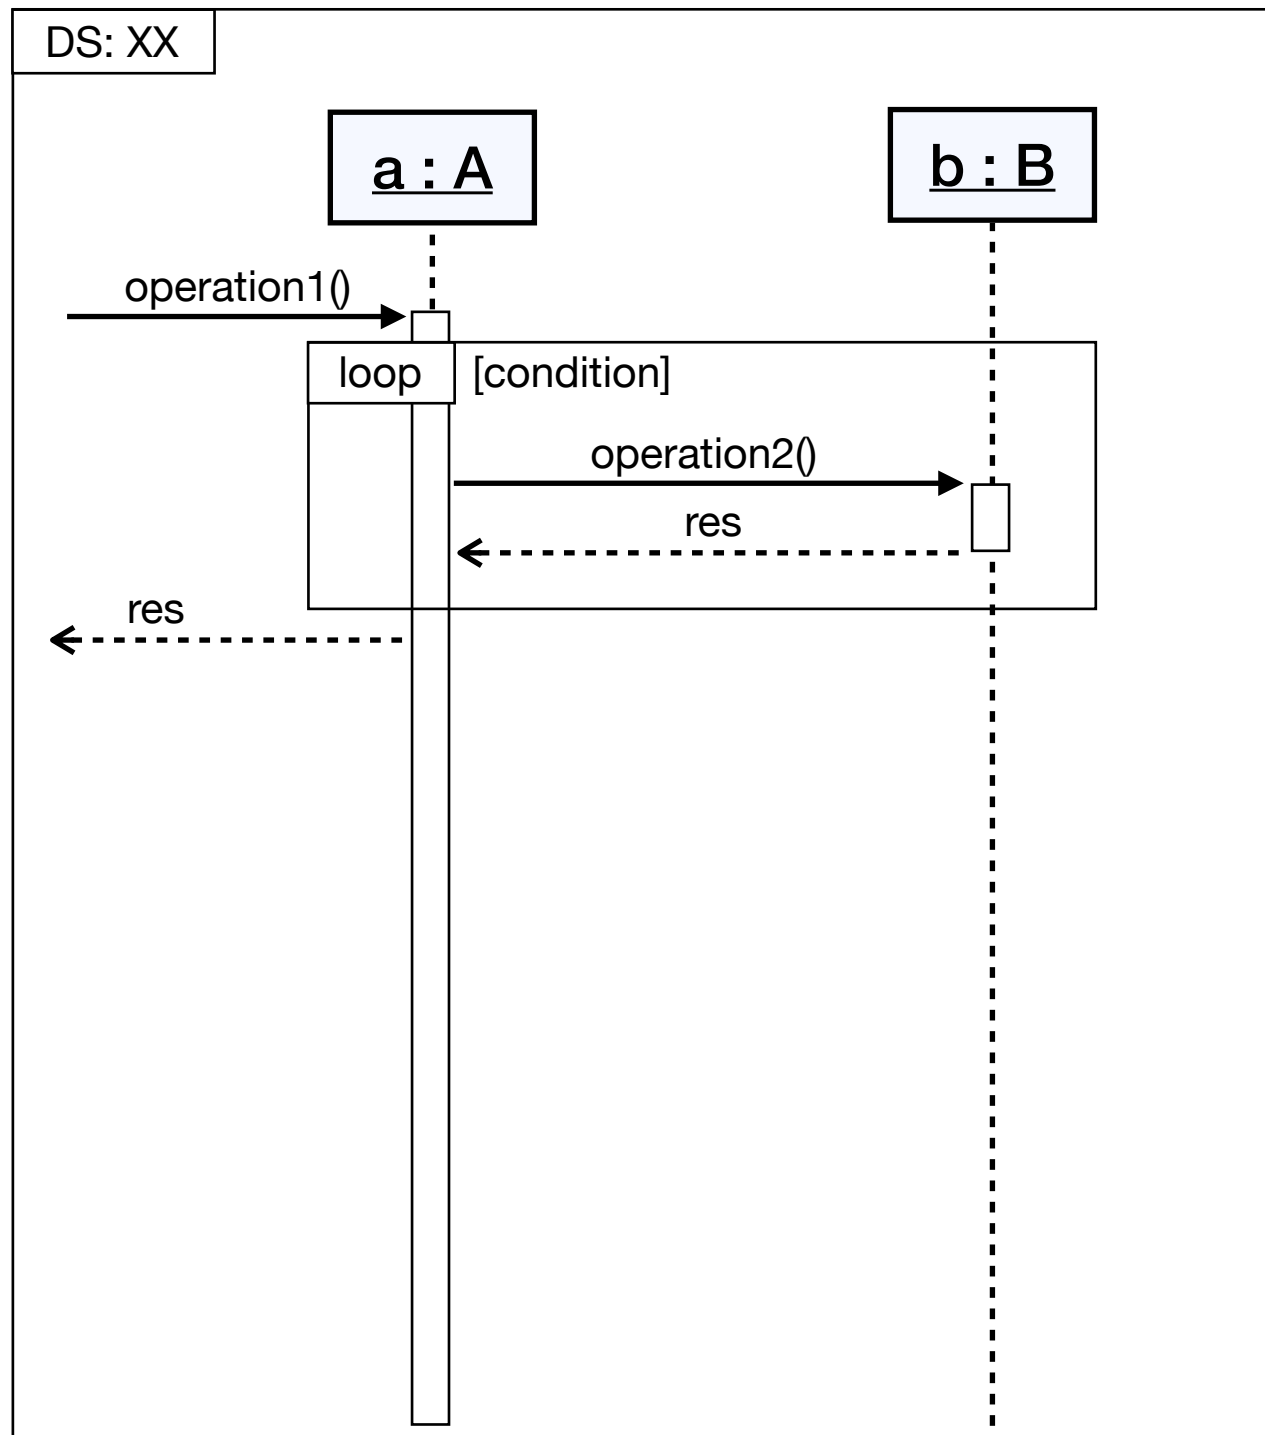 DS: XX
a : A
b : B
operation1()
loop
[condition]
operation2()
res
res